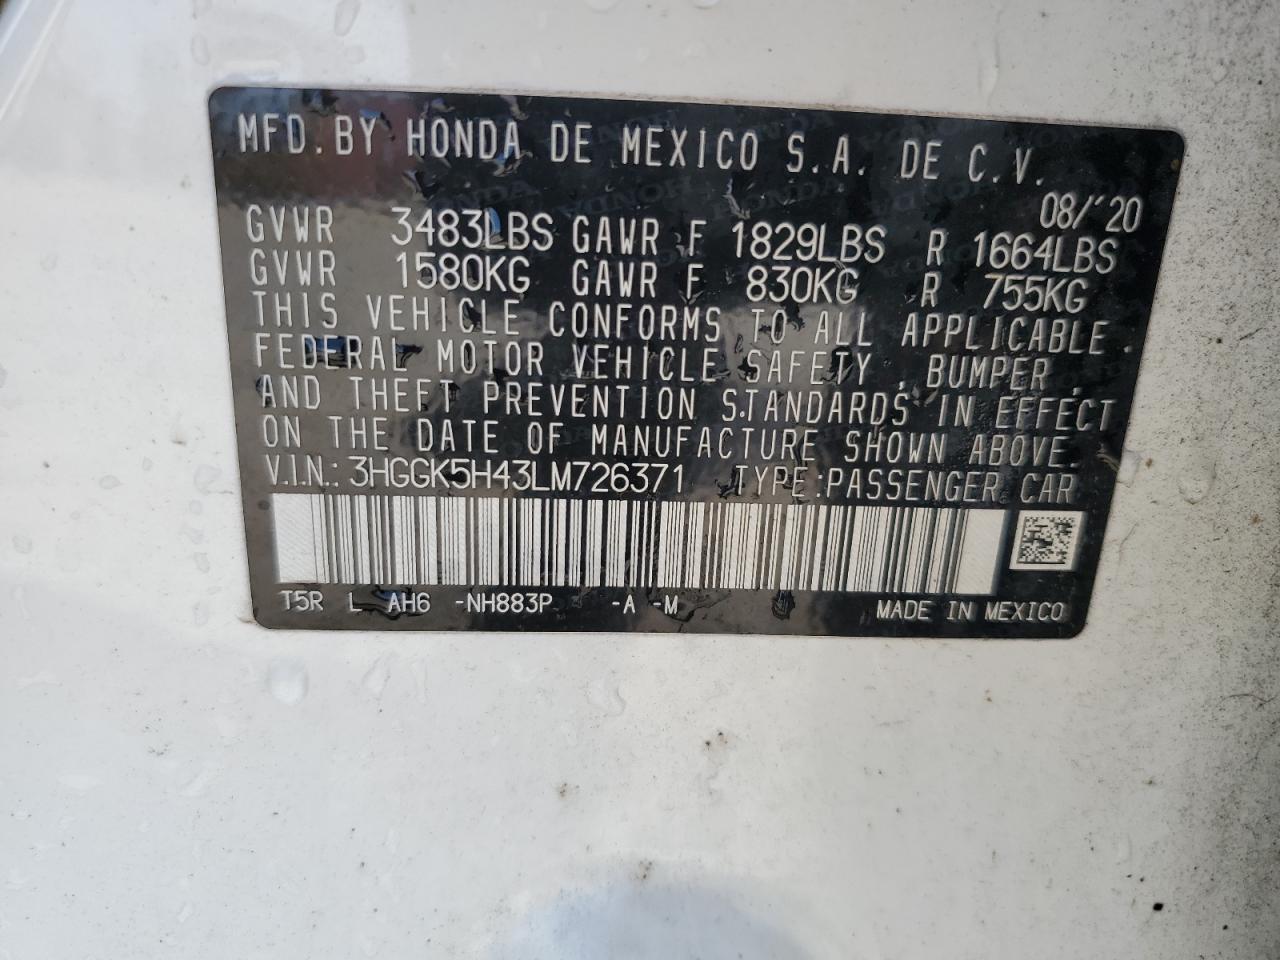 MFD. BY HONDA DE MEXICO S.A. DE C.V.
08/'20
GVWR 3483LBS GAWR F 1829LBS R 1664LBS
GVWR 1580KG GAWR F 830KG R 755KG
THIS VEHICLE CONFORMS TO ALL APPLICABLE
FEDERAL MOTOR VEHICLE SAFETY, BUMPER,
AND THEFT PREVENTION STANDARDS IN EFFECT
ON THE DATE OF MANUFACTURE SHOWN ABOVE.
V.I.N.: 3HGGK5H43LM726371 TYPE:PASSENGER CAR
T5R L AH6 -NH883P -A -M MADE IN MEXICO